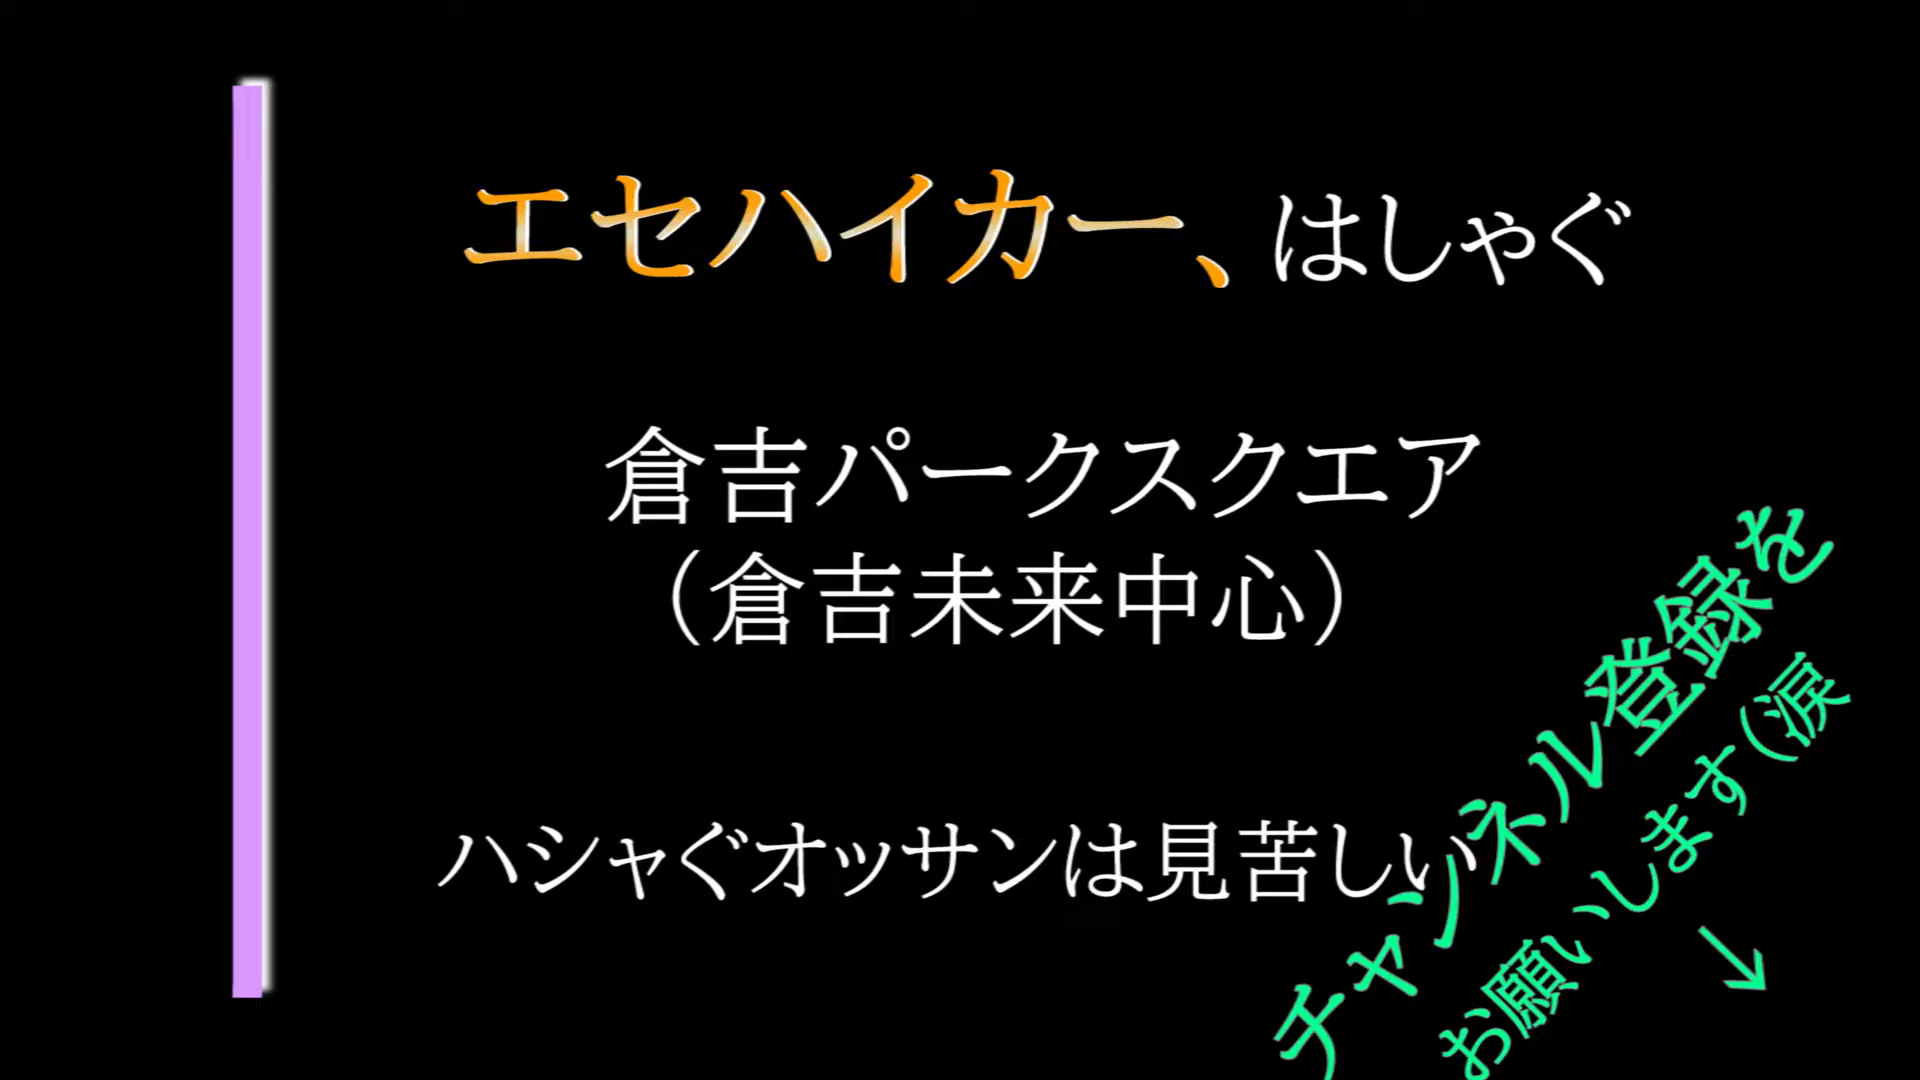 エセハイカー、はしゃぐ
倉吉パークスクエア
（倉吉未来中心）
ハシャぐオッサンは見苦しい
チャンネル登録を
お願いします（涙
↓